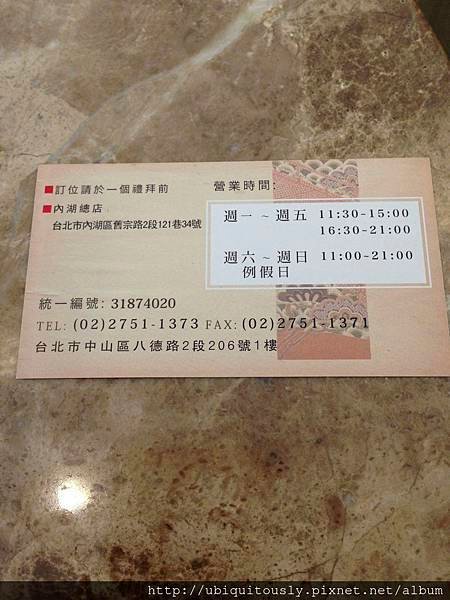 ■訂位請於一個禮拜前
■內湖總店
台北市內湖區舊宗路2段121巷34號
營業時間:
週一~週五 11:30-15:00
16:30-21:00
週六~週日 11:00-21:00
例假日
統一編號: 31874020
TEL: (02)2751-1373 FAX: (02)2751-1371
台北市中山區八德路2段206號1樓
http://ubiquitously.pixnet.net/album